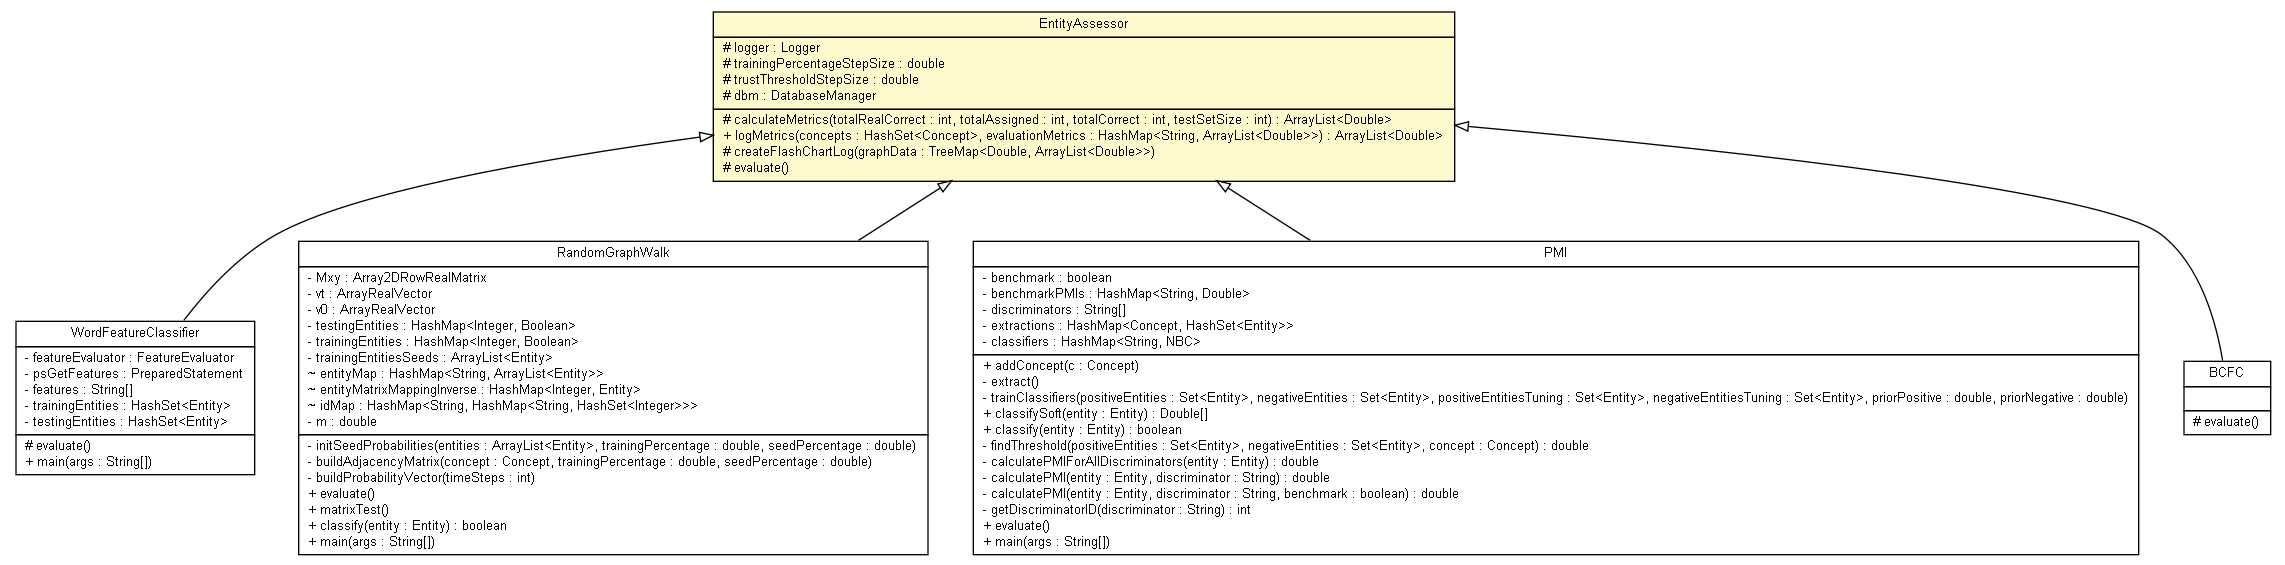 EntityAssessor
# logger : Logger
# trainingPercentageStepSize : double
# trustThresholdStepSize : double
# dbm : DatabaseManager
# calculateMetrics(totalRealCorrect : int, totalAssigned : int, totalCorrect : int, testSetSize : int) : ArrayList<Double>
+ logMetrics(concepts : HashSet<Concept>, evaluationMetrics : HashMap<String, ArrayList<Double>>) : ArrayList<Double>
# createFlashChartLog(graphData : TreeMap<Double, ArrayList<Double>>)
# evaluate()
WordFeatureClassifier
- featureEvaluator : FeatureEvaluator
- psGetFeatures : PreparedStatement
- features : String[]
- trainingEntities : HashSet<Entity>
- testingEntities : HashSet<Entity>
# evaluate()
+ main(args : String[])
RandomGraphWalk
- Mxy : Array2DRowRealMatrix
- vt : ArrayRealVector
- v0 : ArrayRealVector
- testingEntities : HashMap<Integer, Boolean>
- trainingEntities : HashMap<Integer, Boolean>
- trainingEntitiesSeeds : ArrayList<Entity>
~ entityMap : HashMap<String, ArrayList<Entity>>
~ entityMatrixMappingInverse : HashMap<Integer, Entity>
~ idMap : HashMap<String, HashMap<String, HashSet<Integer>>>
- m : double
- initSeedProbabilities(entities : ArrayList<Entity>, trainingPercentage : double, seedPercentage : double)
- buildAdjacencyMatrix(concept : Concept, trainingPercentage : double, seedPercentage : double)
- buildProbabilityVector(timeSteps : int)
+ evaluate()
+ matrixTest()
+ classify(entity : Entity) : boolean
+ main(args : String[])
PMI
- benchmark : boolean
- benchmarkPMIs : HashMap<String, Double>
- discriminators : String[]
- extractions : HashMap<Concept, HashSet<Entity>>
- classifiers : HashMap<String, NBC>
+ addConcept(c : Concept)
- extract()
- trainClassifiers(positiveEntities : Set<Entity>, negativeEntities : Set<Entity>, positiveEntitiesTuning : Set<Entity>, negativeEntitiesTuning : Set<Entity>, priorPositive : double, priorNegative : double)
+ classifySoft(entity : Entity) : Double[]
+ classify(entity : Entity) : boolean
- findThreshold(positiveEntities : Set<Entity>, negativeEntities : Set<Entity>, concept : Concept) : double
- calculatePMIForAllDiscriminators(entity : Entity) : double
- calculatePMI(entity : Entity, discriminator : String) : double
- calculatePMI(entity : Entity, discriminator : String, benchmark : boolean) : double
- getDiscriminatorID(discriminator : String) : int
+ evaluate()
+ main(args : String[])
BCFC
# evaluate()